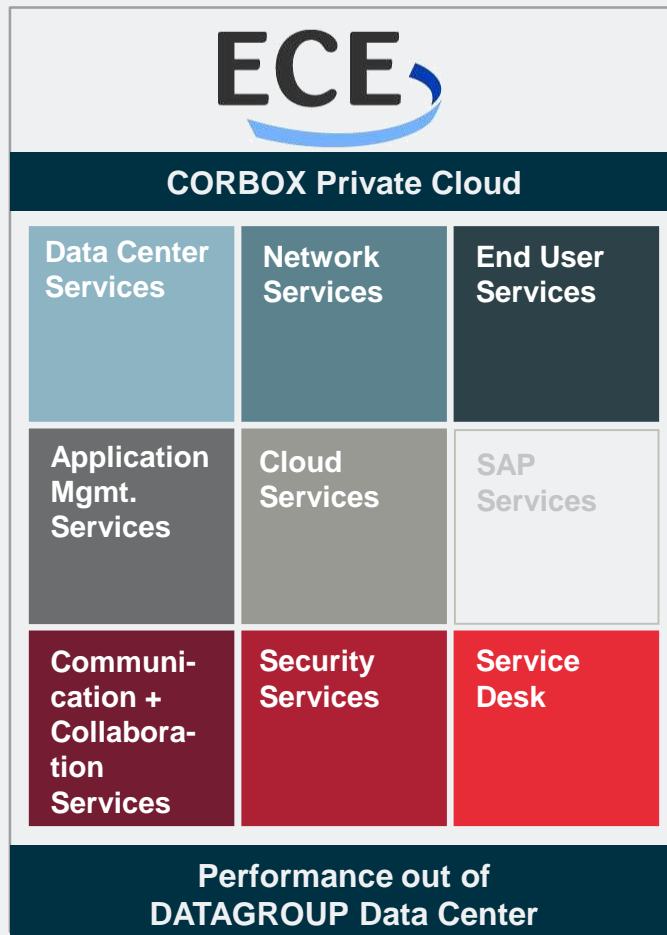 ECE
CORBOX Private Cloud
Data Center
Services
Network
Services
End User
Services
Application
Mgmt.
Services
Cloud
Services
SAP
Services
Communi-
cation +
Collabora-
tion
Services
Security
Services
Service
Desk
Performance out of
DATAGROUP Data Center